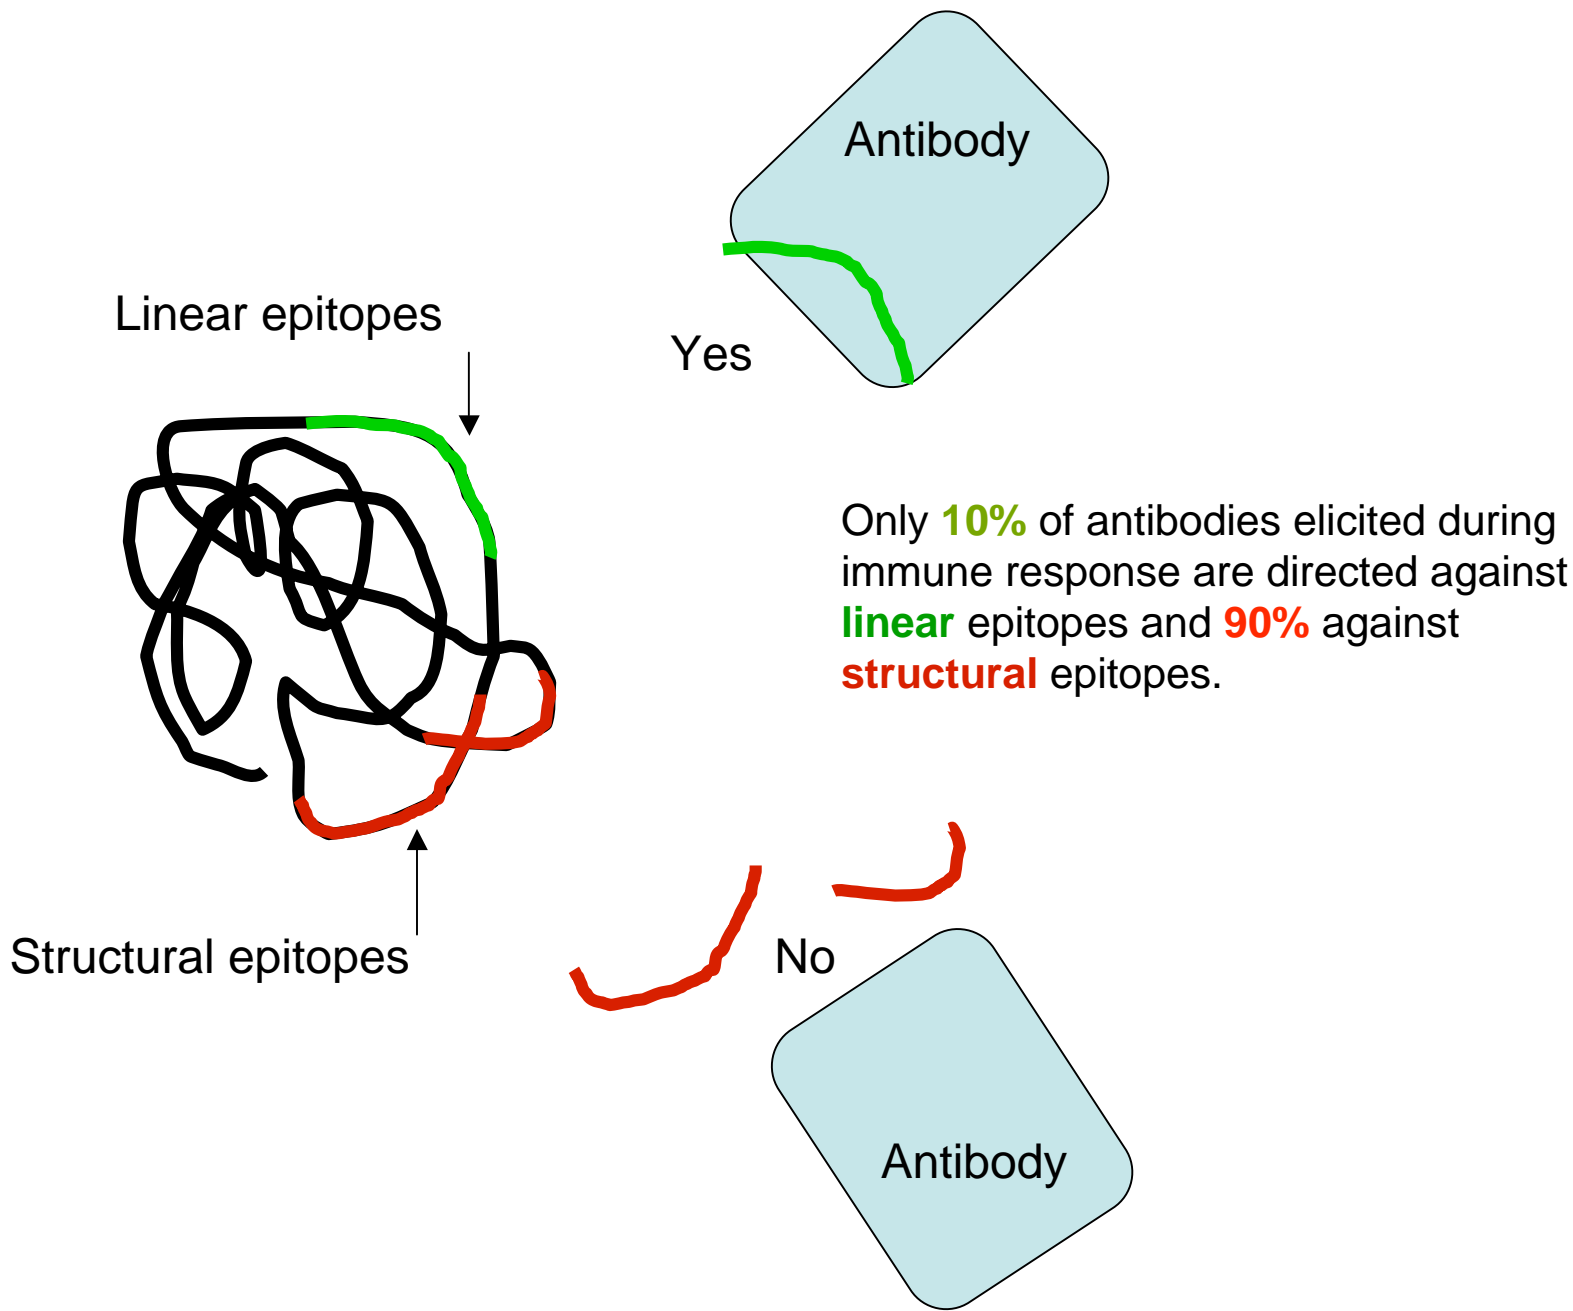 Antibody
Linear epitopes
Yes
Only 10% of antibodies elicited during
immune response are directed against
linear epitopes and 90% against
structural epitopes.
Structural epitopes
No
Antibody